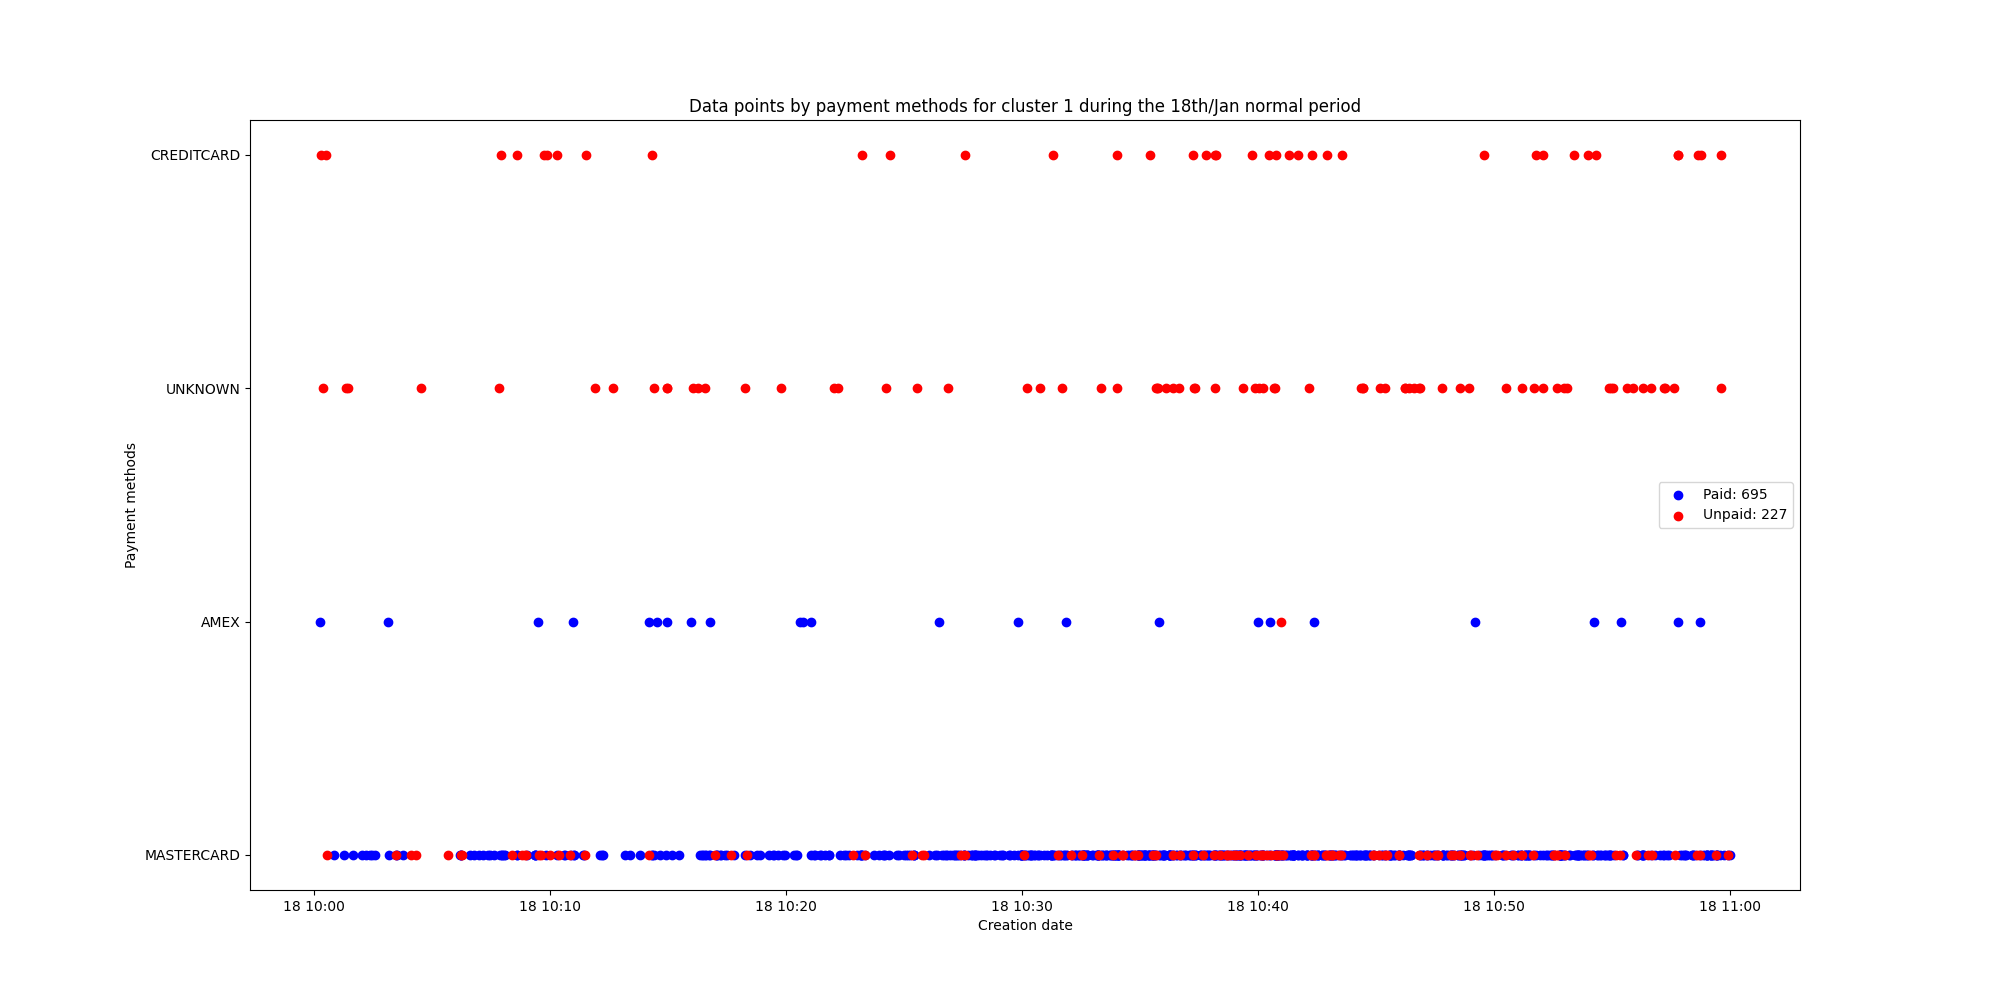 Data points by payment methods for cluster 1 during the 18th/Jan normal period
CREDITCARD
UNKNOWN
AMEX
MASTERCARD
Payment methods
Paid: 695
Unpaid: 227
18 10:00 18 10:10 18 10:20 18 10:30 18 10:40 18 10:50 18 11:00
Creation date